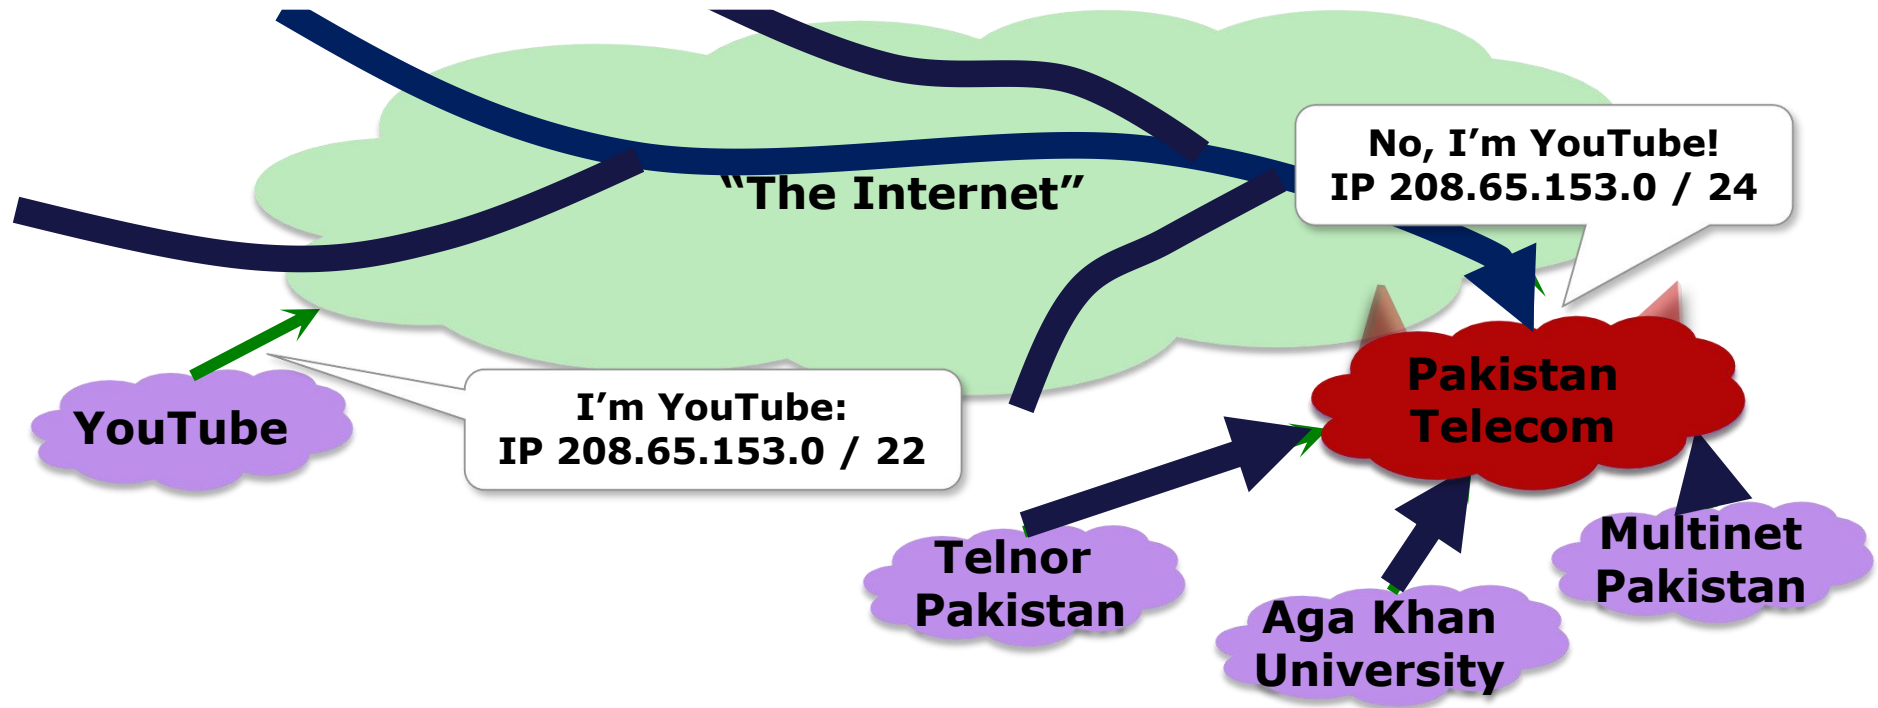 No, I’m YouTube!
IP 208.65.153.0 / 24
“The Internet”
I’m YouTube:
IP 208.65.153.0 / 22
YouTube
Pakistan
Telecom
Telnor
Pakistan
Aga Khan
University
Multinet
Pakistan